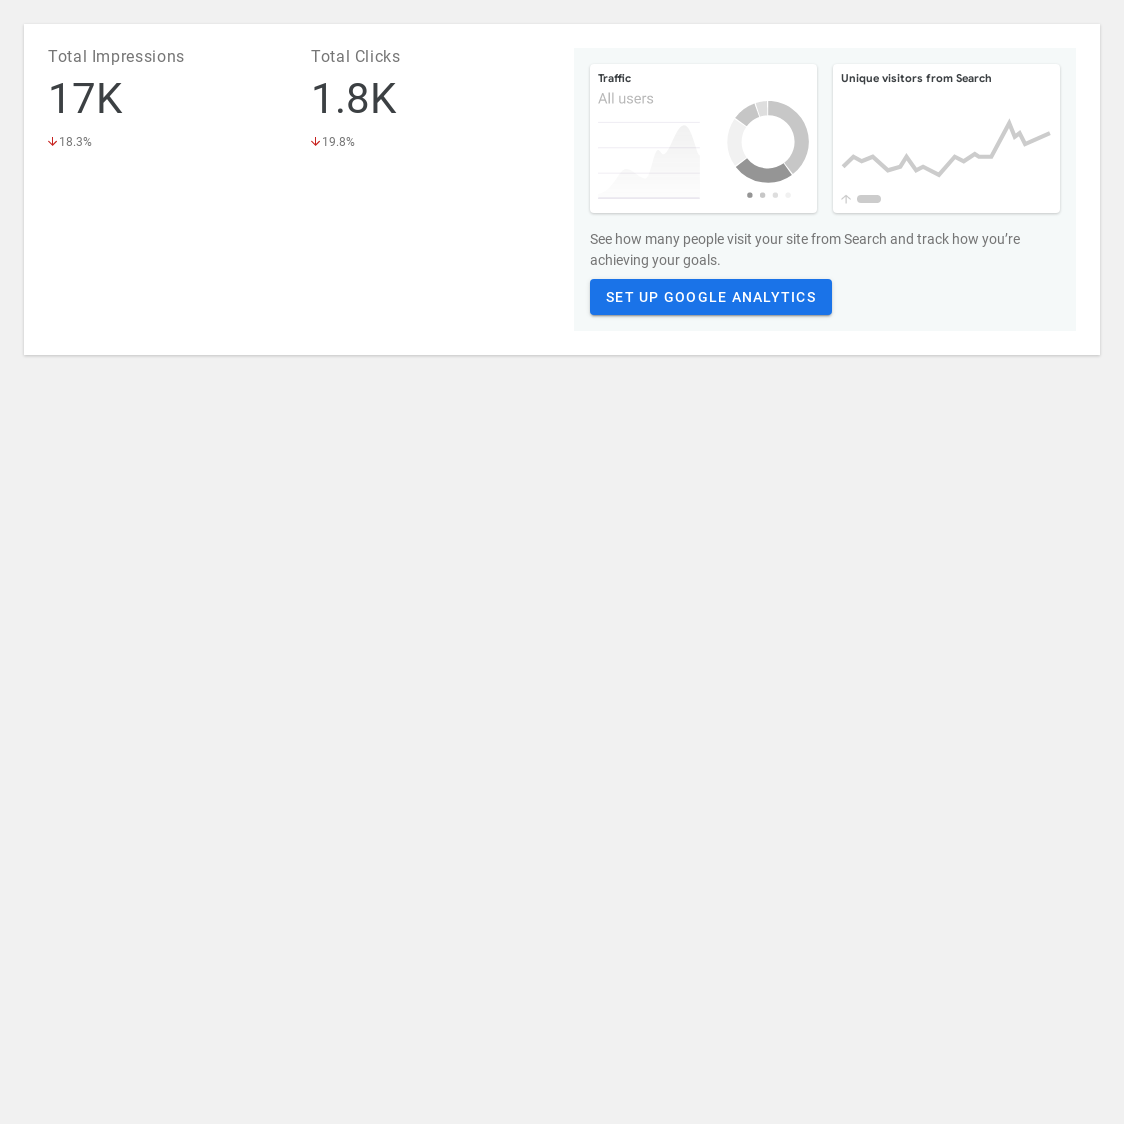 Total Impressions
17K
18.3%
Total Clicks
1.8K
19.8%
Traffic
All users
Unique visitors from Search
See how many people visit your site from Search and track how you’re
achieving your goals.
SET UP GOOGLE ANALYTICS